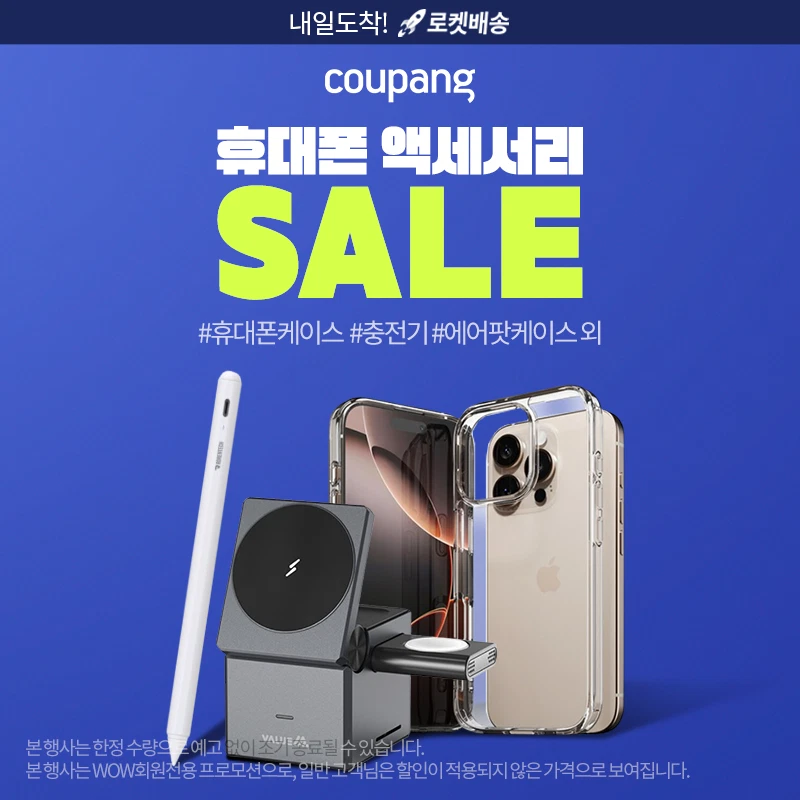 내일도착! 로켓배송
coupang
휴대폰 액세서리
SALE
#휴대폰케이스 #충전기 #에어팟케이스 외
본 행사는 한정 수량으로 예고 없이 조기 종료될 수 있습니다.
본 행사는 WOW회원전용 프로모션으로, 일반 고객님은 할인이 적용되지 않은 가격으로 보여집니다.